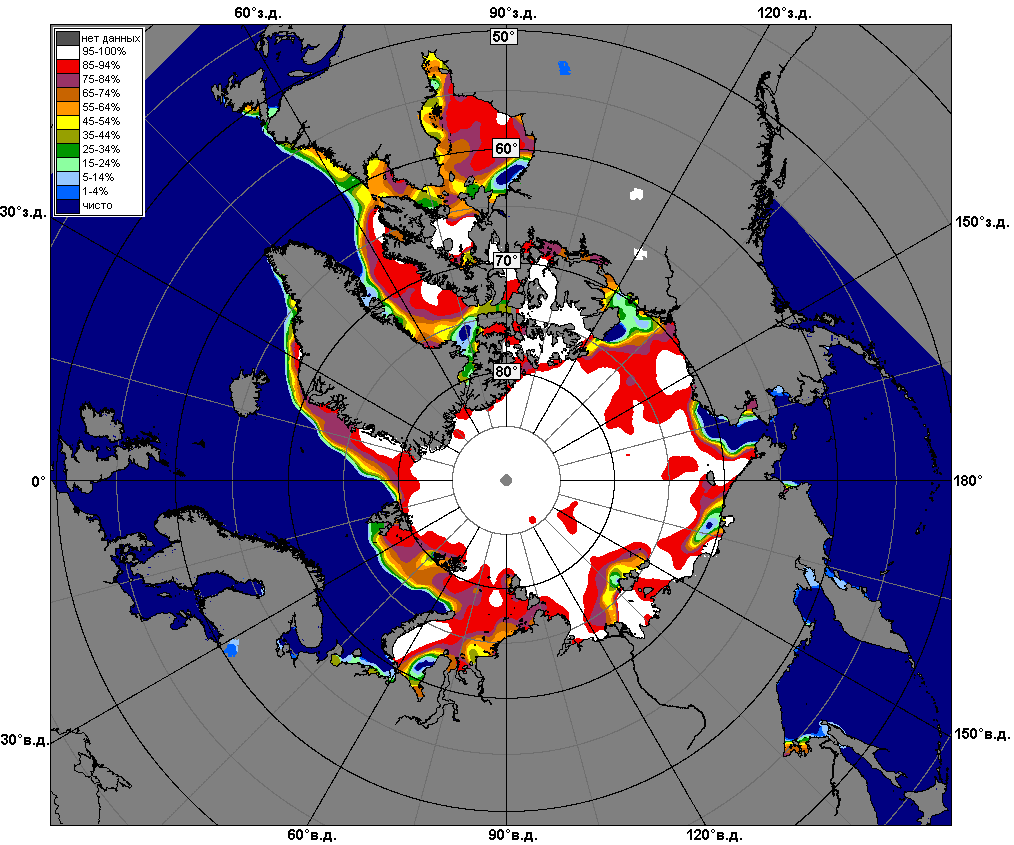 60°з.д.
90°з.д.
120°з.д.
50°
нет данных
95-100%
85-94%
75-84%
65-74%
55-64%
45-54%
35-44%
25-34%
15-24%
5-14%
1-4%
чисто
60°
30°з.д.
150°з.д.
70°
80°
0°
180°
30°в.д.
150°в.д.
60°в.д.
90°в.д.
120°в.д.